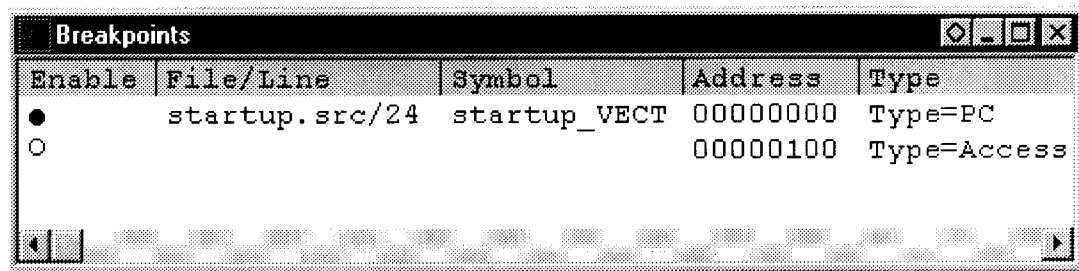 Breakpoints
Enable File/Line Symbol Address Type
startup.src/24 startup_VECT 00000000 Type=PC
00000100 Type=Access